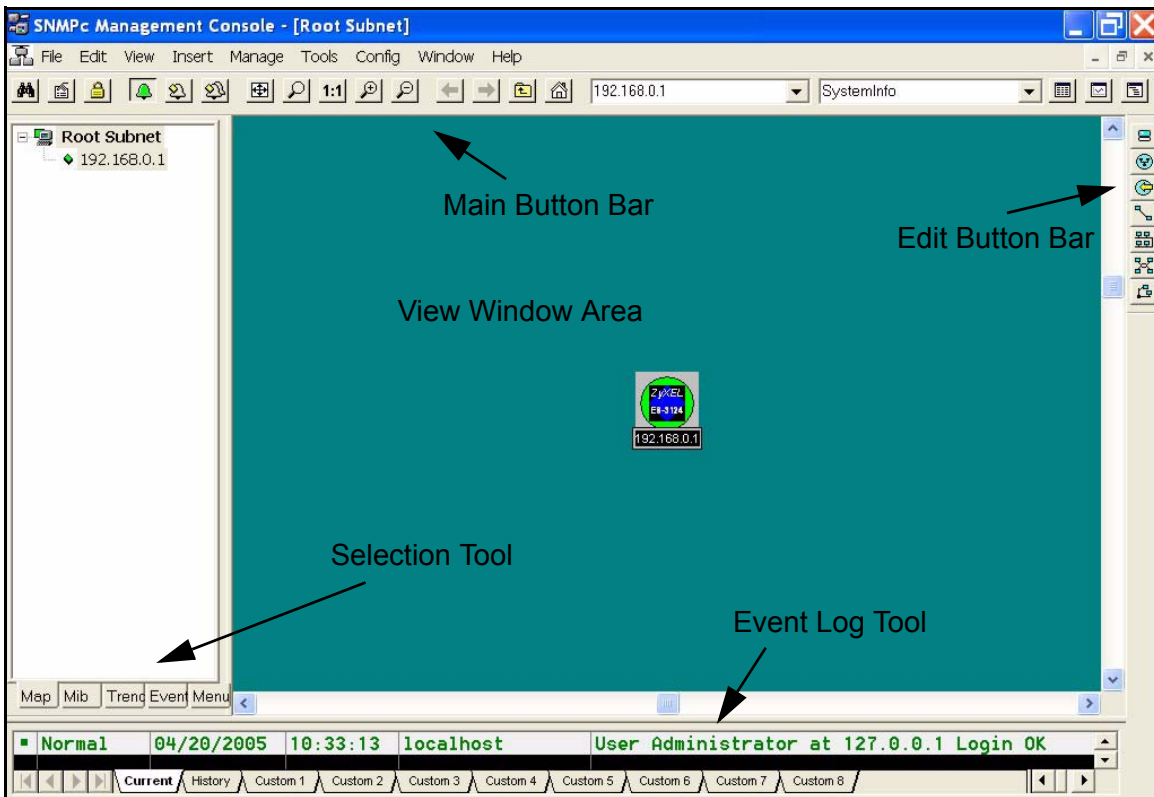 SNMPc Management Console - [Root Subnet]
File Edit View Insert Manage Tools Config Window Help
1:1 192.168.0.1 SystemInfo
Root Subnet
192.168.0.1
Main Button Bar
Edit Button Bar
View Window Area
ZyXEL
ES-3124
192.168.0.1
Selection Tool
Event Log Tool
Map Mib Trend Event Menu
Normal 04/20/2005 10:33:13 localhost User Administrator at 127.0.0.1 Login OK
Current History Custom 1 Custom 2 Custom 3 Custom 4 Custom 5 Custom 6 Custom 7 Custom 8